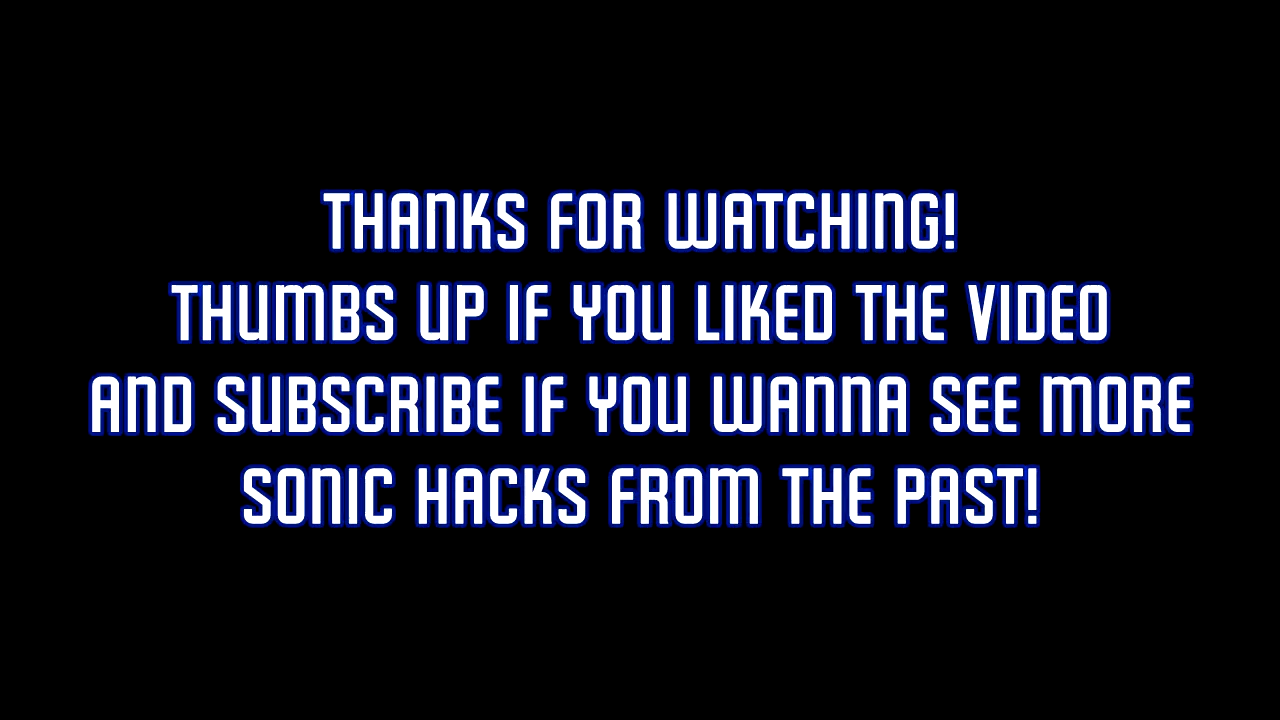 THANKS FOR WATCHING!
THUMBS UP IF YOU LIKED THE VIDEO
AND SUBSCRIBE IF YOU WANNA SEE MORE
SONIC HACKS FROM THE PAST!